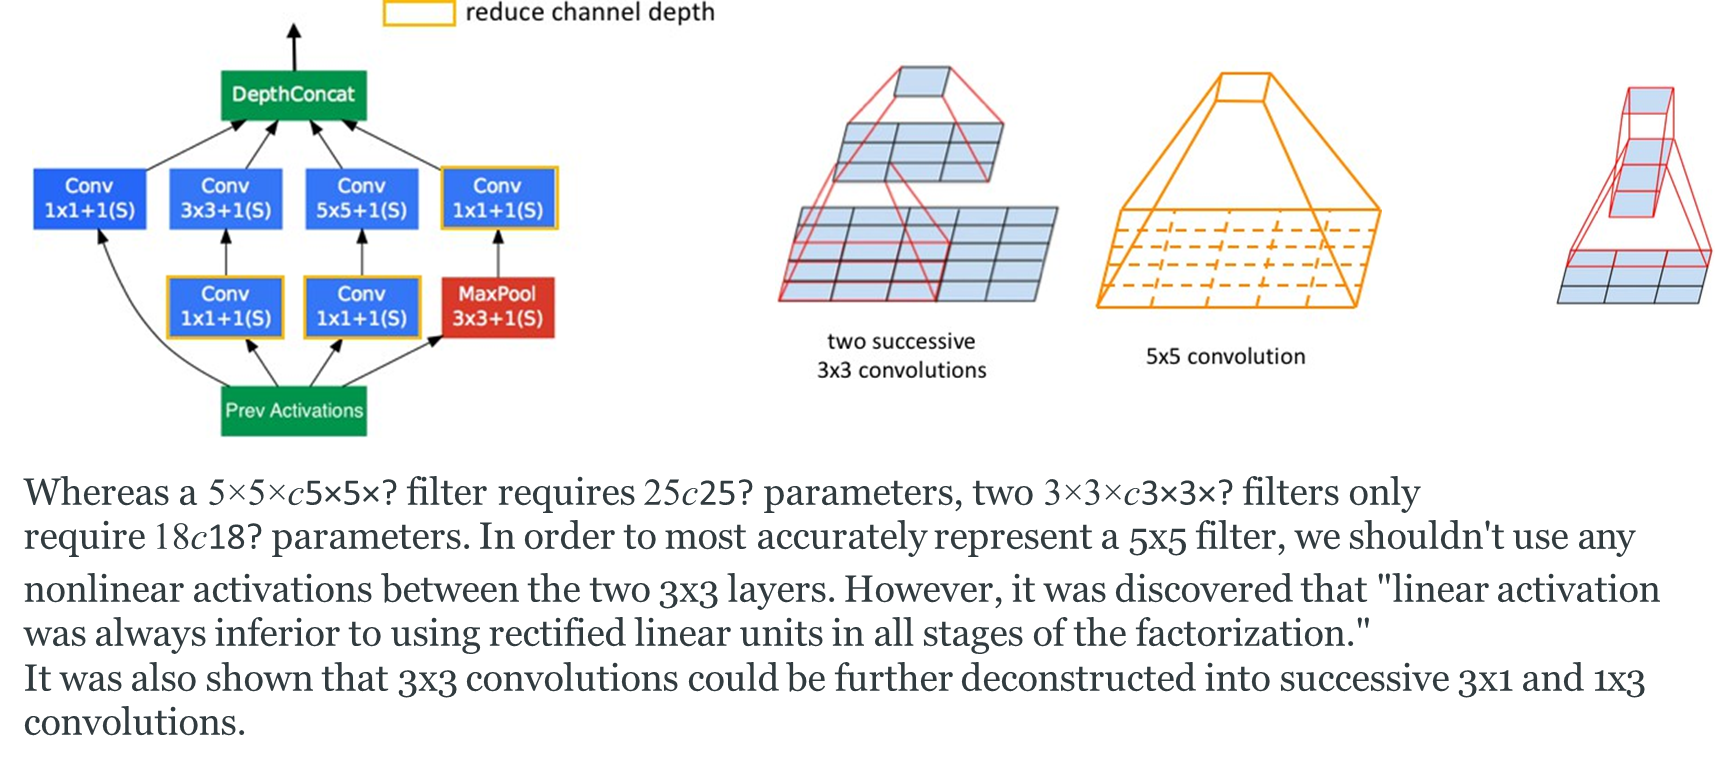 reduce channel depth
DepthConcat
Conv
1x1+1(S)
Conv
3x3+1(S)
Conv
5x5+1(S)
Conv
1x1+1(S)
Conv
1x1+1(S)
Conv
1x1+1(S)
MaxPool
3x3+1(S)
Prev Activations
two successive
3x3 convolutions
5x5 convolution
Whereas a 5×5×c5×5×? filter requires 25c25? parameters, two 3×3×c3×3×? filters only
require 18c18? parameters. In order to most accurately represent a 5x5 filter, we shouldn't use any
nonlinear activations between the two 3x3 layers. However, it was discovered that "linear activation
was always inferior to using rectified linear units in all stages of the factorization."
It was also shown that 3x3 convolutions could be further deconstructed into successive 3x1 and 1x3
convolutions.